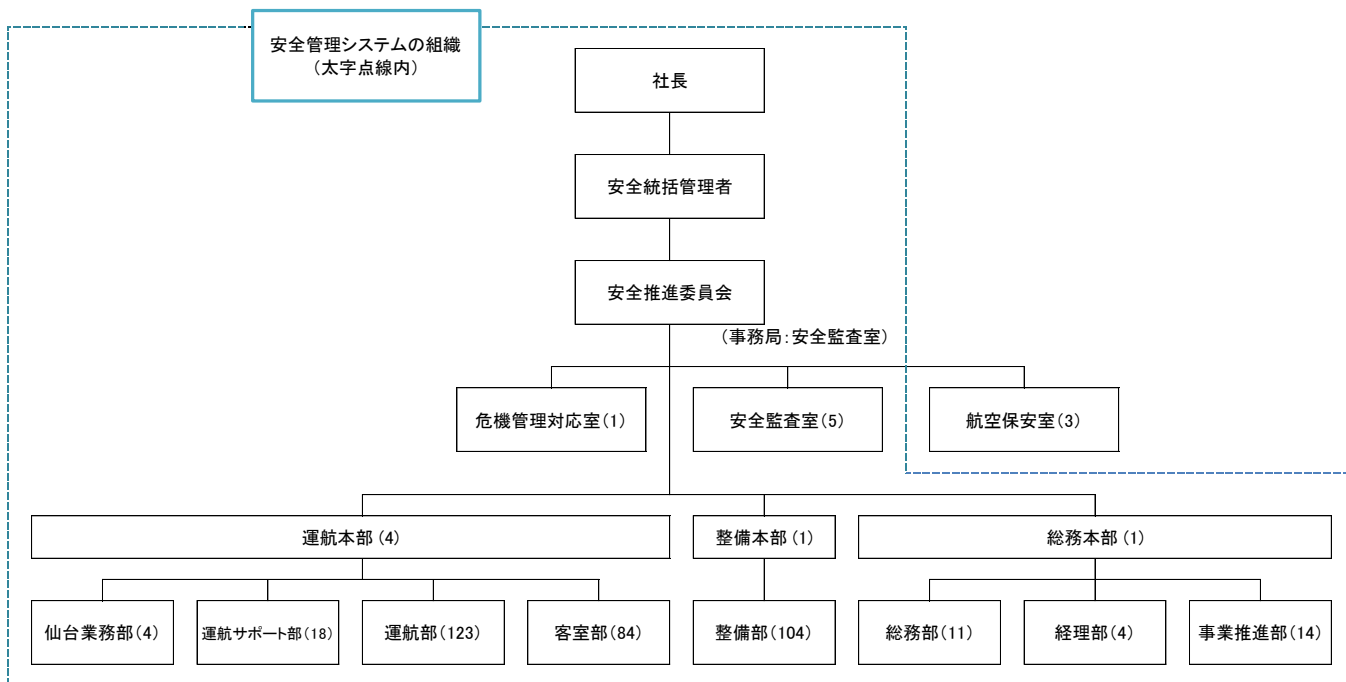 安全管理システムの組織
（太字点線内）
社長
安全統括管理者
安全推進委員会
（事務局：安全監査室）
危機管理対応室（1）
安全監査室（5）
航空保安室（3）
運航本部（4）
整備本部（1）
総務本部（1）
仙台業務部（4）
運航サポート部（18）
運航部（123）
客室部（84）
整備部（104）
総務部（11）
経理部（4）
事業推進部（14）